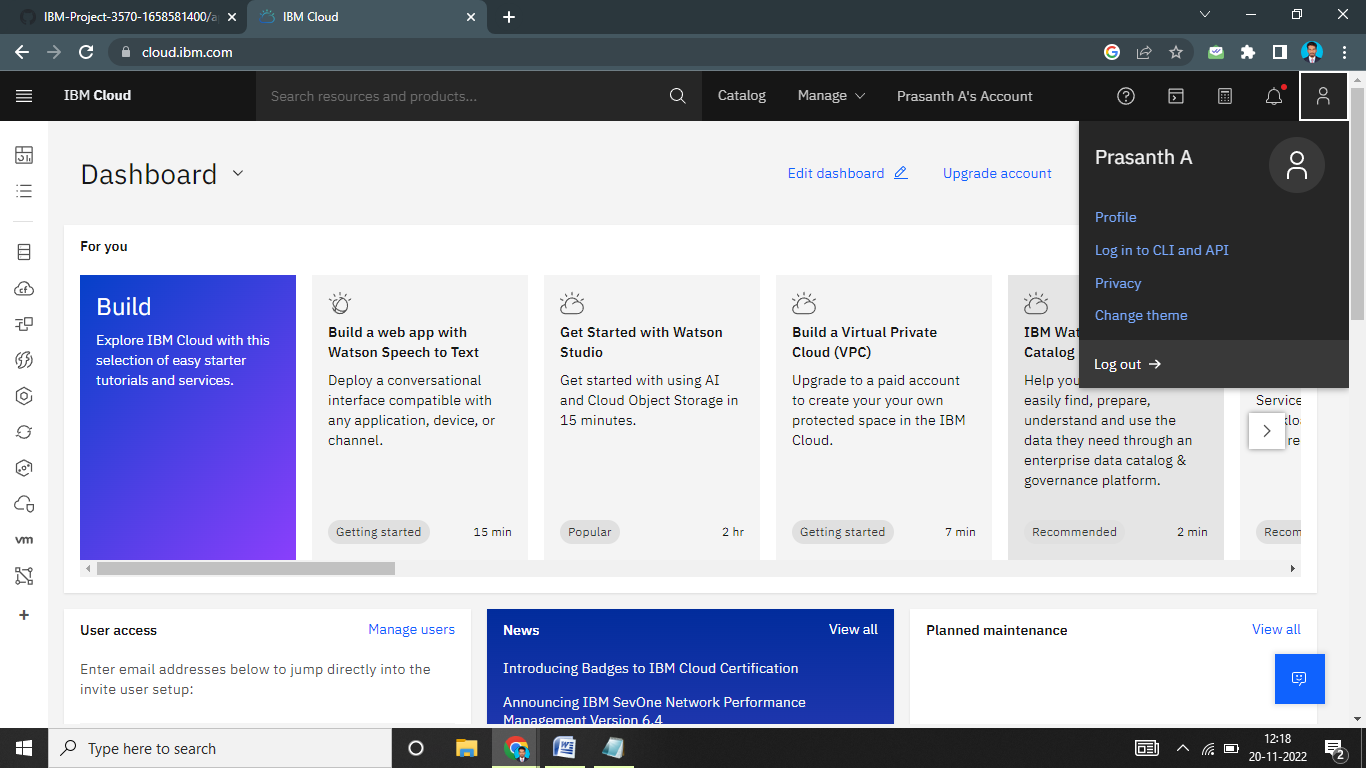 IBM-Project-3570-1658581400/a
IBM Cloud
cloud.ibm.com
IBM Cloud
Search resources and products...
Catalog
Manage
Prasanth A's Account
Prasanth A
Profile
Log in to CLI and API
Privacy
Change theme
Log out
Dashboard
Edit dashboard
Upgrade account
For you
Build
Explore IBM Cloud with this
selection of easy starter
tutorials and services.
Build a web app with
Watson Speech to Text
Deploy a conversational
interface compatible with
any application, device, or
channel.
Getting started
15 min
Get Started with Watson
Studio
Get started with using AI
and Cloud Object Storage in
15 minutes.
Popular
2 hr
Build a Virtual Private
Cloud (VPC)
Upgrade to a paid account
to create your your own
protected space in the IBM
Cloud.
Getting started
7 min
IBM Wat
Catalog
Help you
easily find, prepare,
understand and use the
data they need through an
enterprise data catalog &
governance platform.
Recommended
2 min
Service
klo
re
Recom
cf
vm
User access
Manage users
Enter email addresses below to jump directly into the
invite user setup:
News
View all
Introducing Badges to IBM Cloud Certification
Announcing IBM SevOne Network Performance
Management Version 6.4
Planned maintenance
View all
Type here to search
12:18
20-11-2022
2